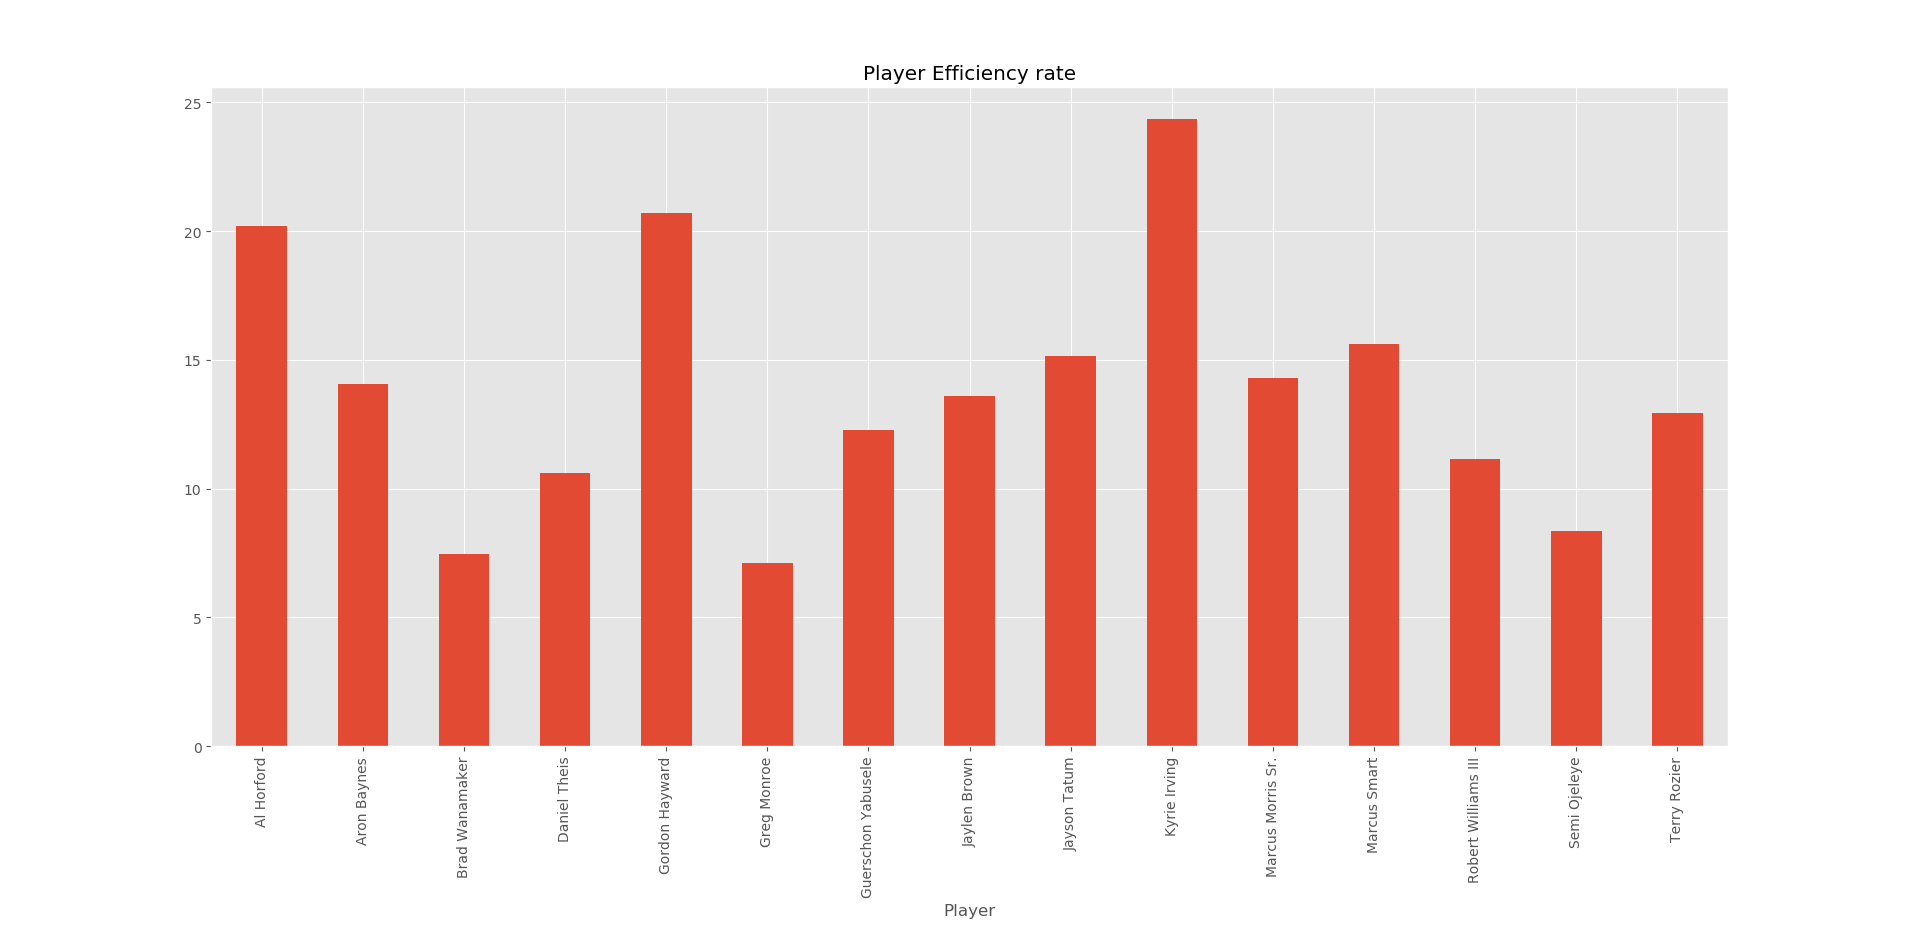 Player Efficiency rate
25
20
15
10
5
0
Al Horford
Aron Baynes
Brad Wanamaker
Daniel Theis
Gordon Hayward
Greg Monroe
Guerschon Yabusele
Jaylen Brown
Jayson Tatum
Kyrie Irving
Marcus Morris Sr.
Marcus Smart
Robert Williams III
Semi Ojeleye
Terry Rozier
Player